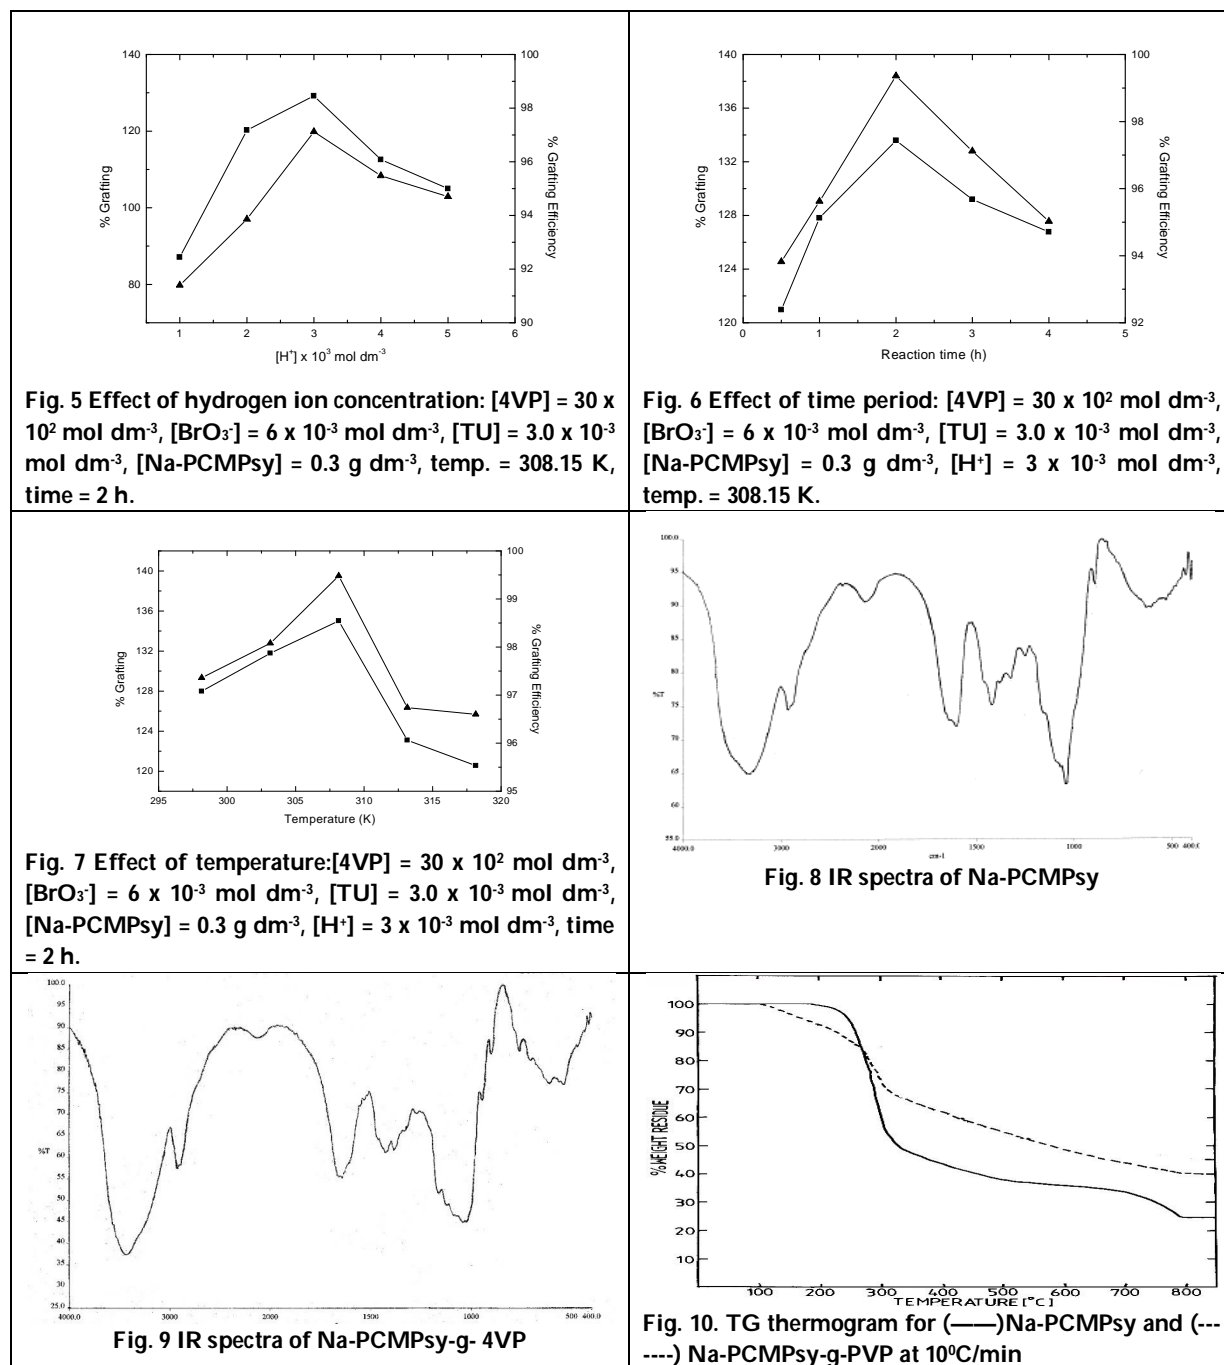 140
120
100
80
% Grafting
100
98
96
94
92
90
% Grafting Efficiency
1 2 3 4 5 6
[H⁺] x 10³ mol dm⁻³
Fig. 5 Effect of hydrogen ion concentration: [4VP] = 30 x
10² mol dm⁻³, [BrO₃⁻] = 6 x 10⁻³ mol dm⁻³, [TU] = 3.0 x 10⁻³
mol dm⁻³, [Na-PCMPsy] = 0.3 g dm⁻³, temp. = 308.15 K,
time = 2 h.
140
136
132
128
124
120
% Grafting
100
99
98
96
95
94
92
% Grafting Efficiency
0 1 2 3 4 5
Reaction time (h)
Fig. 6 Effect of time period: [4VP] = 30 x 10² mol dm⁻³,
[BrO₃⁻] = 6 x 10⁻³ mol dm⁻³, [TU] = 3.0 x 10⁻³ mol dm⁻³,
[Na-PCMPsy] = 0.3 g dm⁻³, [H⁺] = 3 x 10⁻³ mol dm⁻³,
temp. = 308.15 K.
140
136
132
128
124
120
% Grafting
100
99
98
97
96
95
% Grafting Efficiency
295 300 305 310 315 320
Temperature (K)
Fig. 7 Effect of temperature:[4VP] = 30 x 10² mol dm⁻³,
[BrO₃⁻] = 6 x 10⁻³ mol dm⁻³, [TU] = 3.0 x 10⁻³ mol dm⁻³,
[Na-PCMPsy] = 0.3 g dm⁻³, [H⁺] = 3 x 10⁻³ mol dm⁻³, time
= 2 h.
100.0
95
90
85
80
%T
75
70
65
60
55.0
4000.0 3000 2000 1500 1000 500 400.0
cm-1
Fig. 8 IR spectra of Na-PCMPsy
100.0
90
80
75
70
65
60
%T
55
50
45
40
35
30
25.0
4000.0 3000 2000 1500 1000 400.0
Fig. 9 IR spectra of Na-PCMPsy-g- 4VP
100
90
80
70
60
50
40
30
20
10
%WEIGHT RESIDUE
100 200 300 400 500 600 700 800
TEMPERATURE [°C]
Fig. 10. TG thermogram for (——)Na-PCMPsy and (---
----) Na-PCMPsy-g-PVP at 10⁰C/min